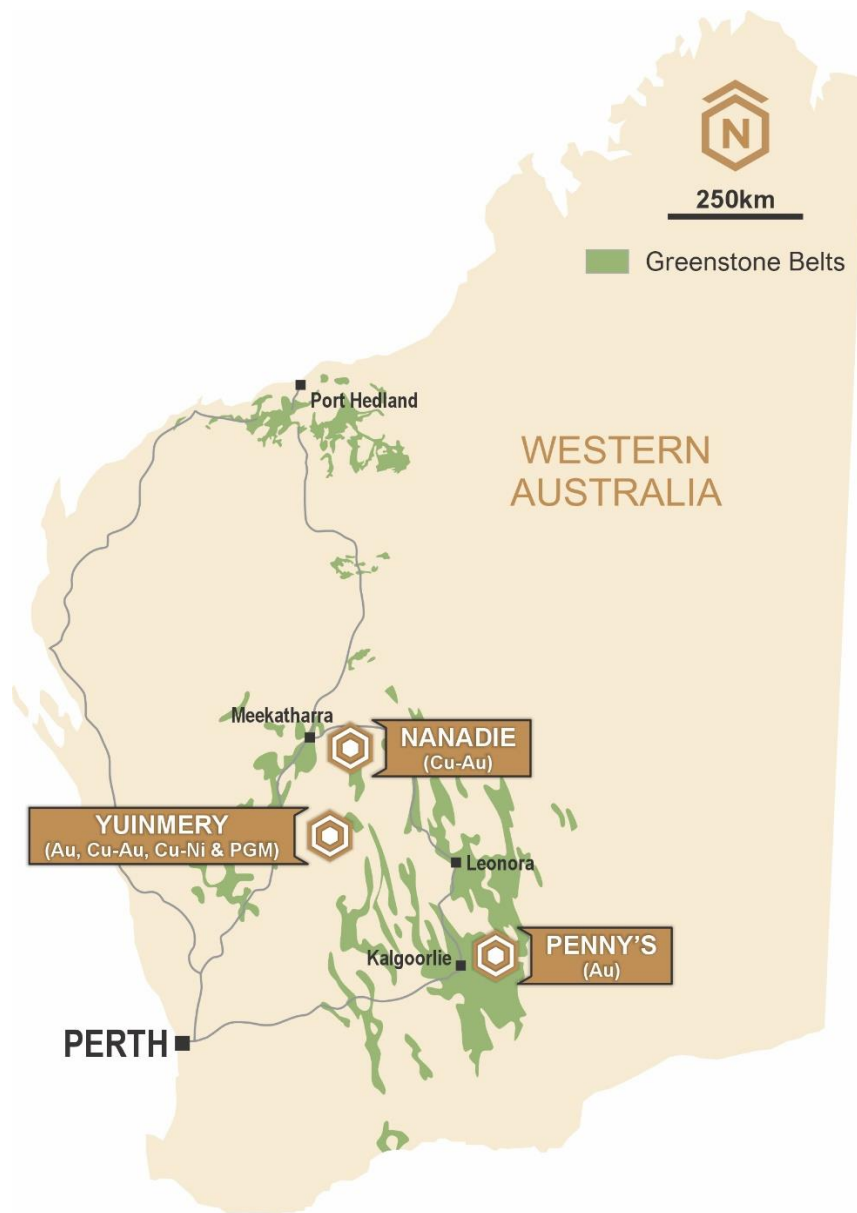 N
250km
Greenstone Belts
Port Hedland
WESTERN
AUSTRALIA
Meekatharra
NANADIE
(Cu-Au)
YUINMERY
(Au, Cu-Au, Cu-Ni & PGM)
Leonora
Kalgoorlie
PENNY'S
(Au)
PERTH